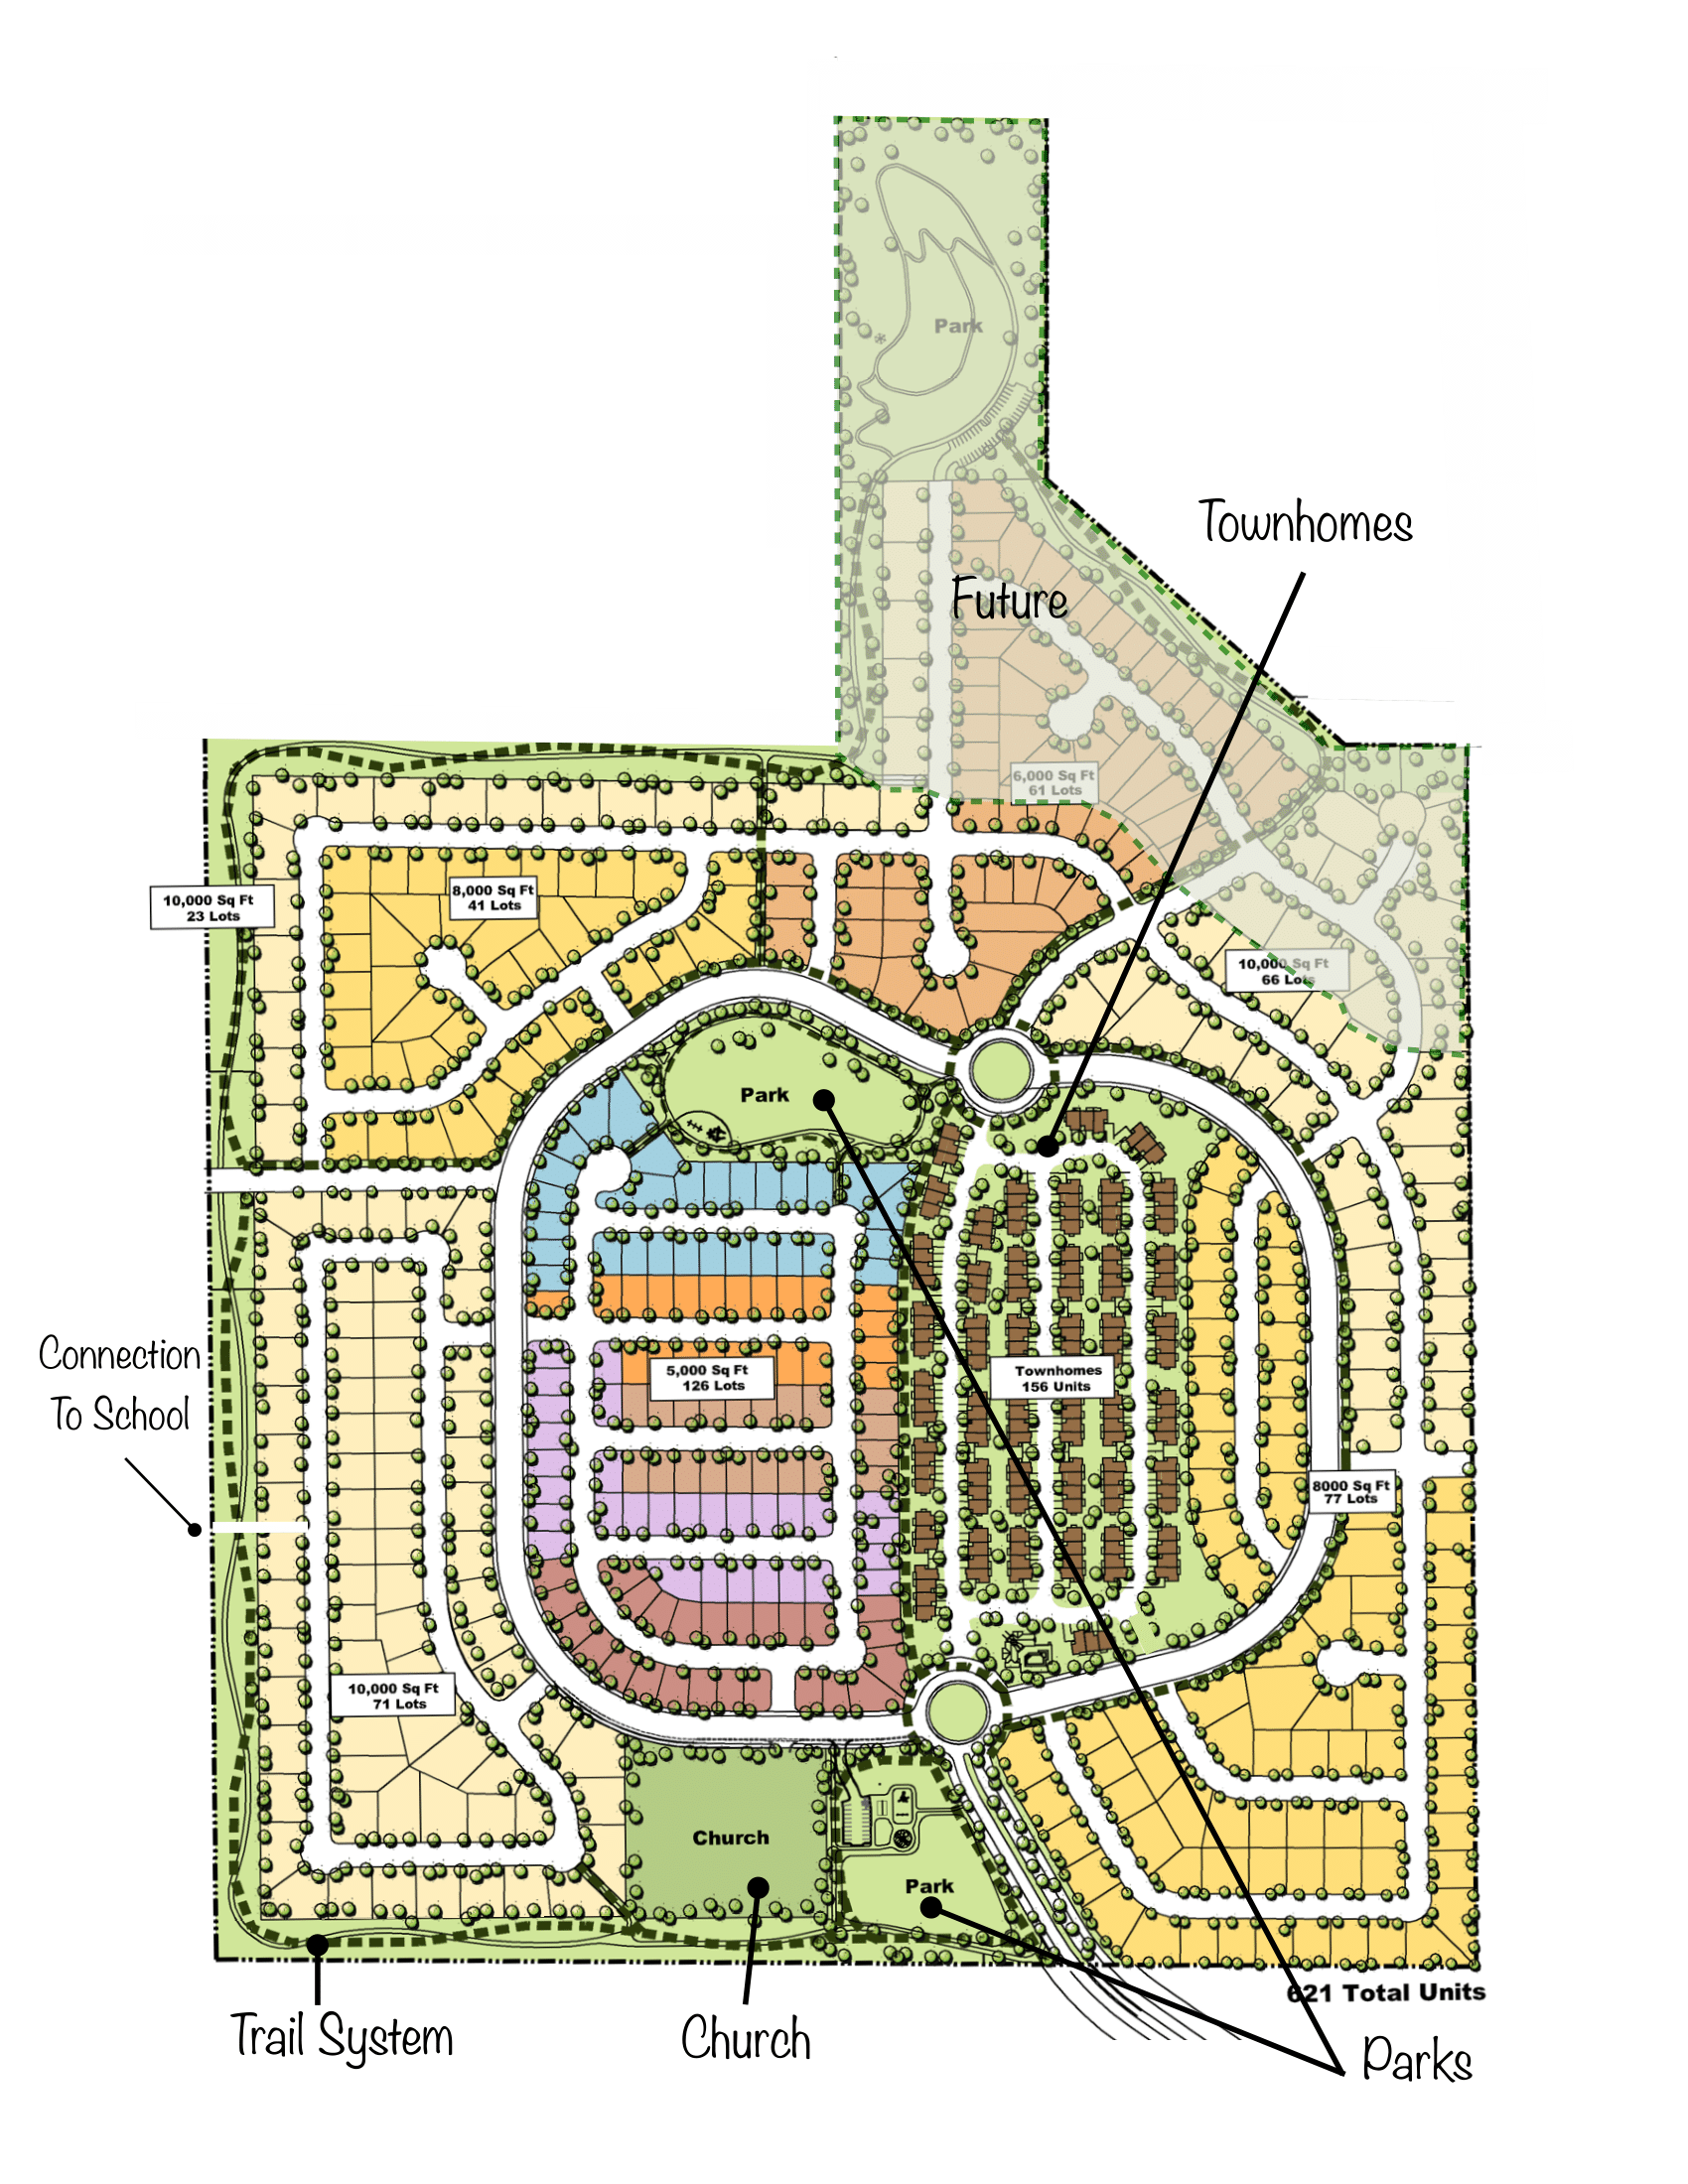 Park
Townhomes
Future
6,000 Sq Ft
61 Lots
8,000 Sq Ft
41 Lots
10,000 Sq Ft
23 Lots
10,000 Sq Ft
66 Lots
Park
Connection
To School
5,000 Sq Ft
126 Lots
Townhomes
156 Units
8000 Sq Ft
77 Lots
10,000 Sq Ft
71 Lots
Church
Park
621 Total Units
Trail System
Church
Parks